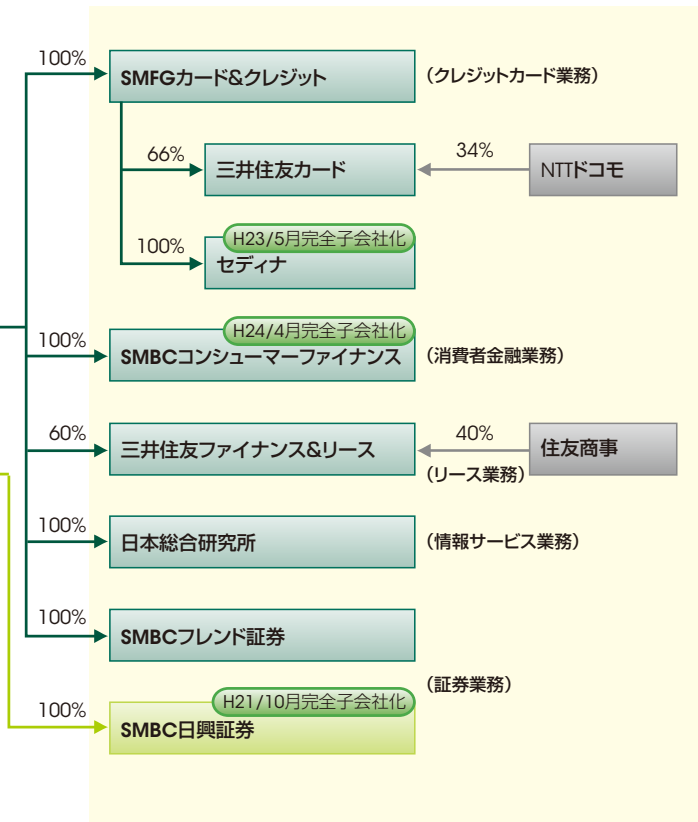 100%
SMFGカード&クレジット
(クレジットカード業務)
66%
三井住友カード
34%
NTTドコモ
100%
H23/5月完全子会社化
セディナ
100%
H24/4月完全子会社化
SMBCコンシューマーファイナンス
(消費者金融業務)
60%
三井住友ファイナンス&リース
40%
住友商事
(リース業務)
100%
日本総合研究所
(情報サービス業務)
100%
SMBCフレンド証券
(証券業務)
100%
H21/10月完全子会社化
SMBC日興証券